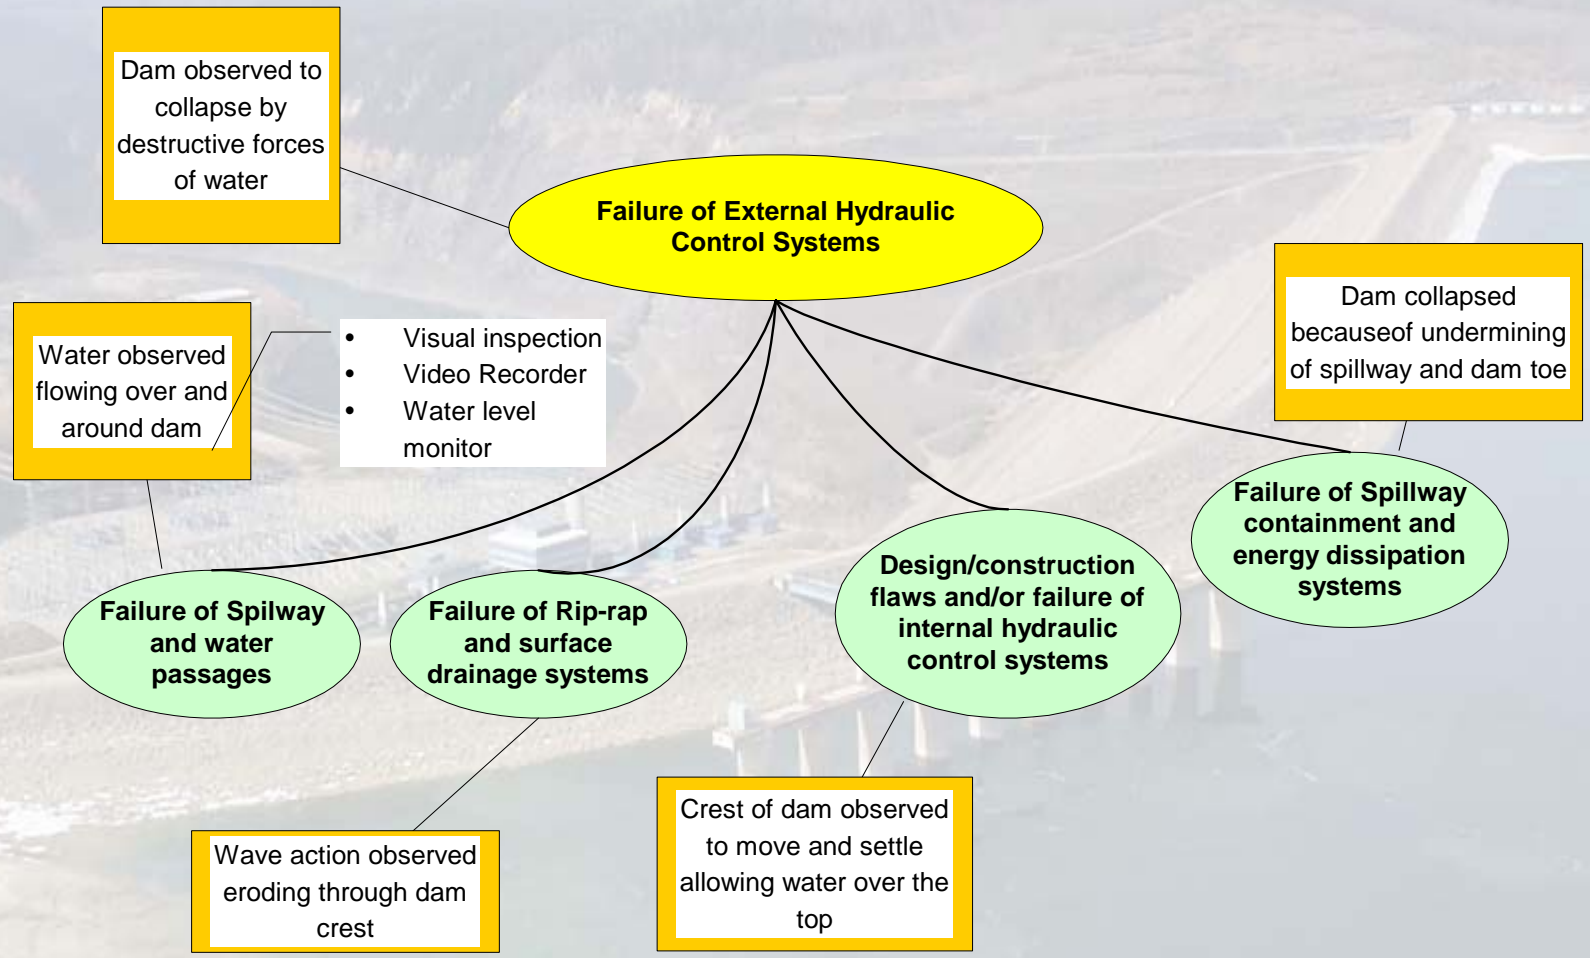 Dam observed to
collapse by
destructive forces
of water
Failure of External Hydraulic
Control Systems
Dam collapsed
becauseof undermining
of spillway and dam toe
Water observed
flowing over and
around dam
• Visual inspection
• Video Recorder
• Water level
monitor
Failure of Spillway
containment and
energy dissipation
systems
Design/construction
flaws and/or failure of
internal hydraulic
control systems
Failure of Spilway
and water
passages
Failure of Rip-rap
and surface
drainage systems
Crest of dam observed
to move and settle
allowing water over the
top
Wave action observed
eroding through dam
crest